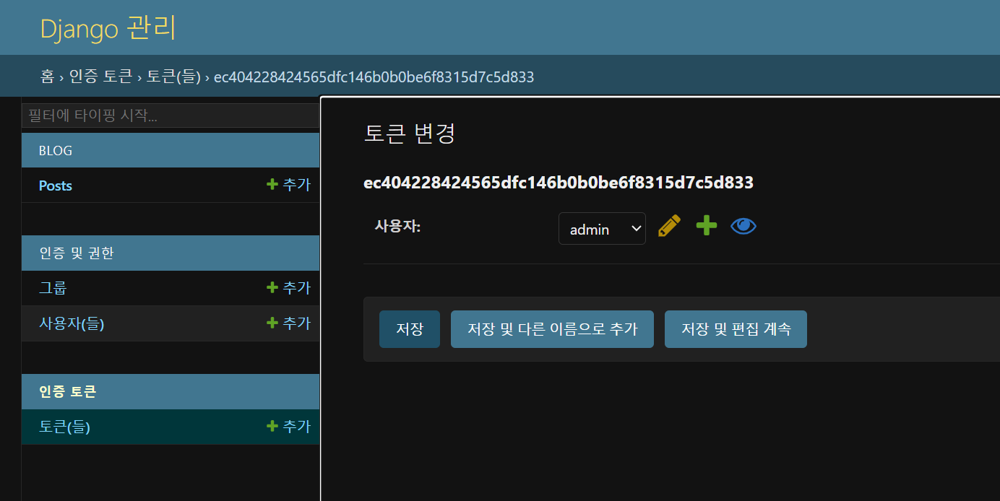 Django 관리
홈 › 인증 토큰 › 토큰(들) › ec404228424565dfc146b0b0be6f8315d7c5d833
필터에 타이핑 시작...
BLOG
Posts
추가
인증 및 권한
그룹
추가
사용자(들)
추가
인증 토큰
토큰(들)
추가
토큰 변경
ec404228424565dfc146b0b0be6f8315d7c5d833
사용자:
admin
저장
저장 및 다른 이름으로 추가
저장 및 편집 계속